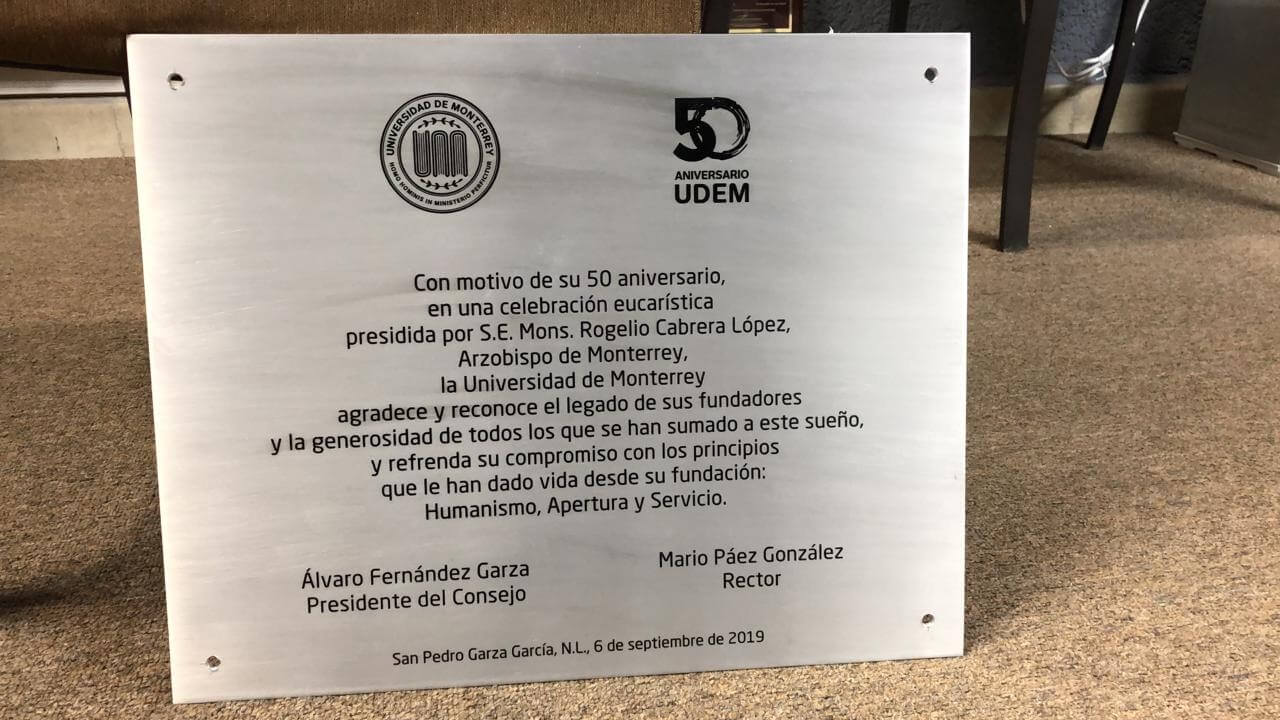 UNIVERSIDAD DE MONTERREY
HOMO HOMINIS IN MINISTERIO PERFICITUR
50
ANIVERSARIO
UDEM
Con motivo de su 50 aniversario,
en una celebración eucarística
presidida por S.E. Mons. Rogelio Cabrera López,
Arzobispo de Monterrey,
la Universidad de Monterrey
agradece y reconoce el legado de sus fundadores
y la generosidad de todos los que se han sumado a este sueño,
y refrenda su compromiso con los principios
que le han dado vida desde su fundación:
Humanismo, Apertura y Servicio.
Álvaro Fernández Garza
Presidente del Consejo
Mario Páez González
Rector
San Pedro Garza García, N.L., 6 de septiembre de 2019